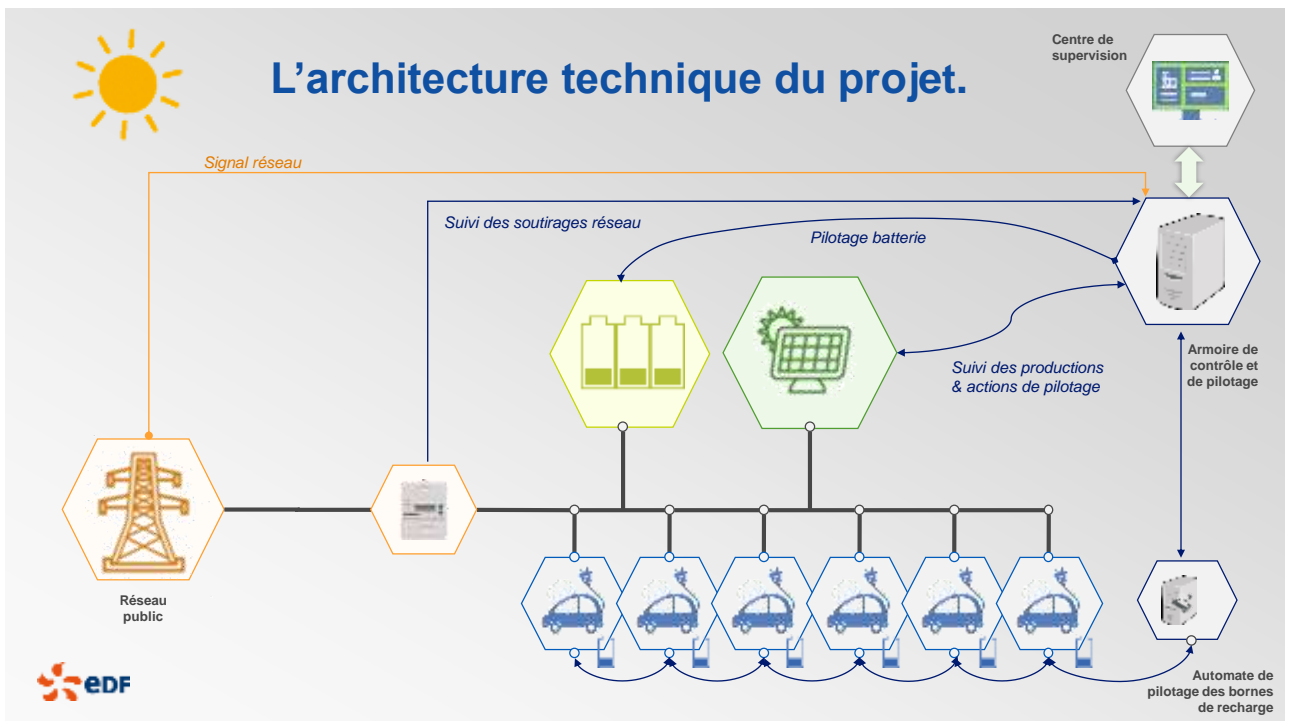 Centre de
supervision
L'architecture technique du projet.
Signal réseau
Suivi des soutirages réseau
Pilotage batterie
Suivi des productions
& actions de pilotage
Armoire de
contrôle et
de pilotage
Réseau
public
Automate de
pilotage des bornes
de recharge
eDF